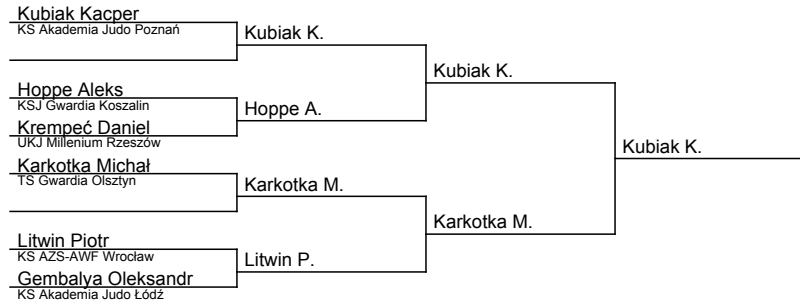 Kubiak Kacper
KS Akademia Judo Poznań
Kubiak K.
Kubiak K.
Hoppe Aleks
KSJ Gwardia Koszalin
Hoppe A.
Krempeć Daniel
UKJ Millenium Rzeszów
Kubiak K.
Karkotka Michał
TS Gwardia Olsztyn
Karkotka M.
Karkotka M.
Litwin Piotr
KS AZS-AWF Wrocław
Litwin P.
Gembalya Oleksandr
KS Akademia Judo Łódź